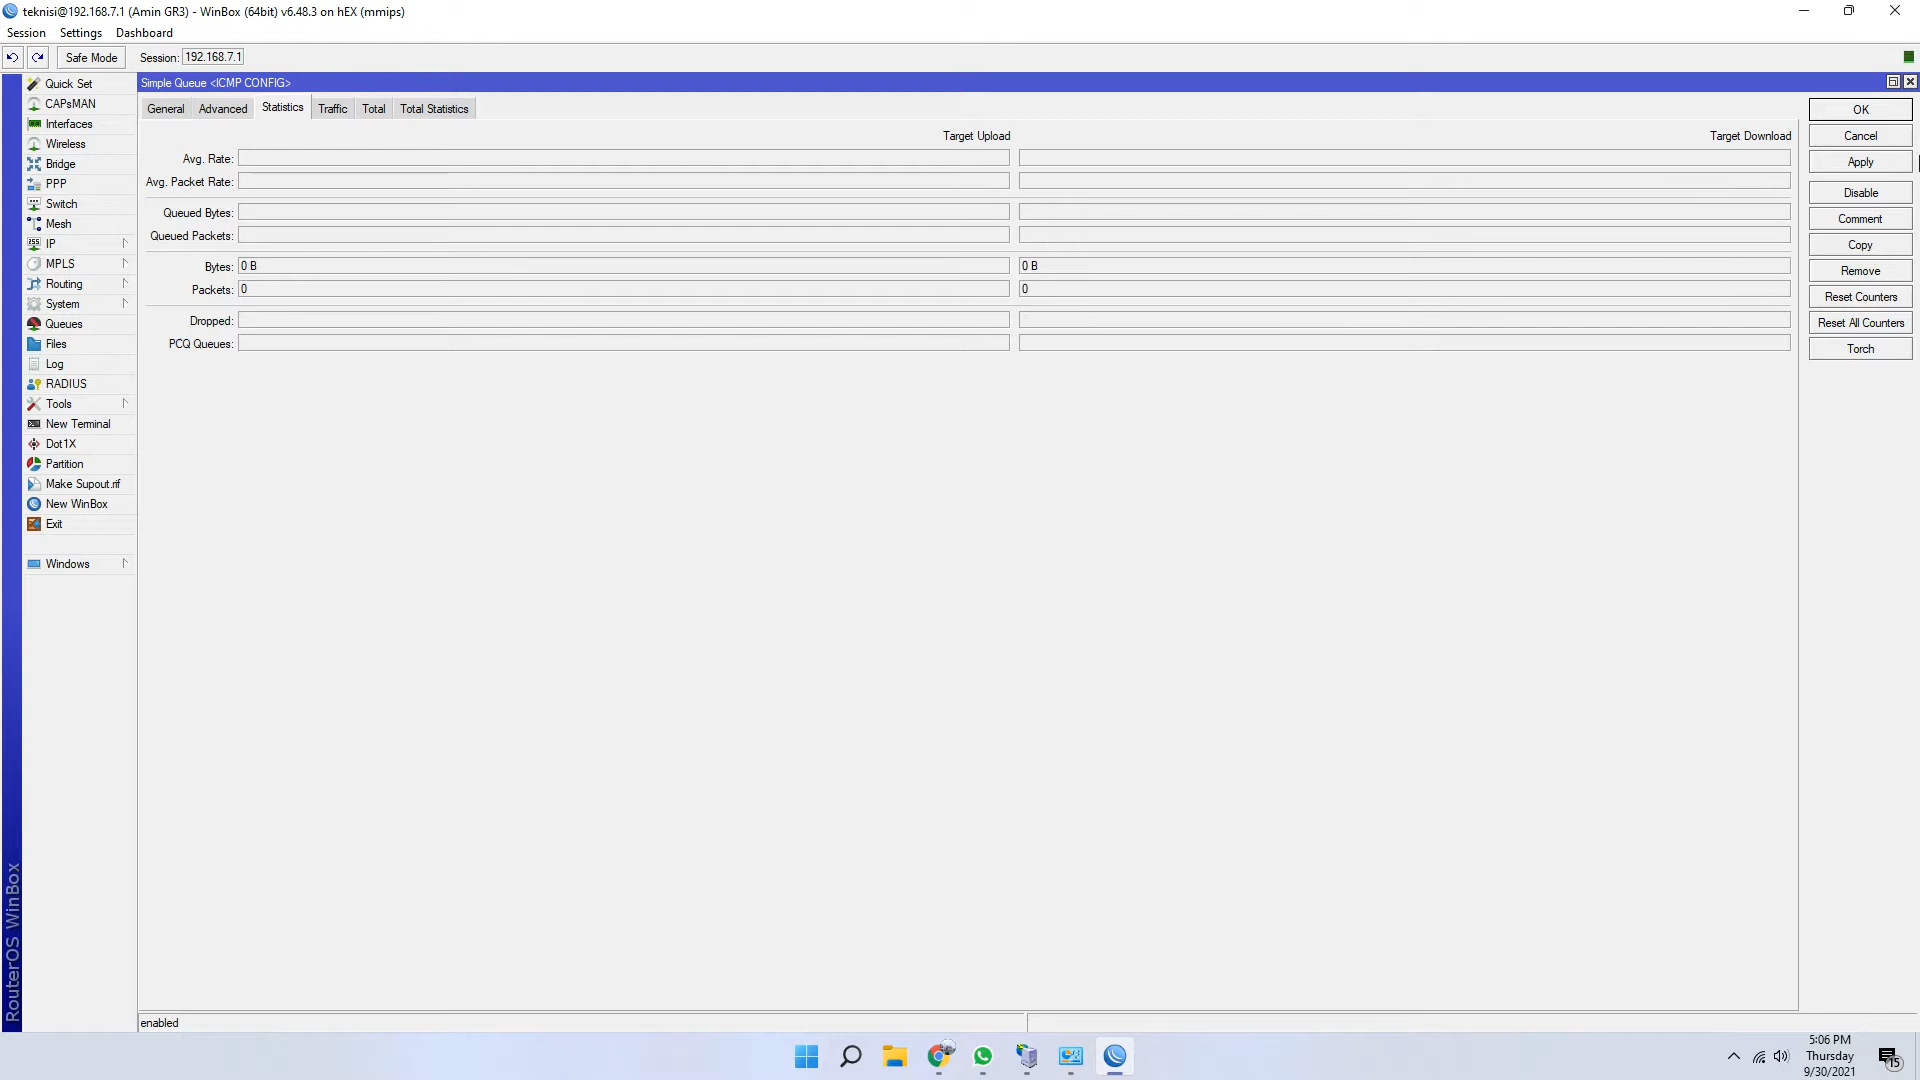 teknisi@192.168.7.1 (Amin GR3) - WinBox (64bit) v6.48.3 on hEX (mmips)
Session Settings Dashboard
Safe Mode Session: 192.168.7.1
Quick Set
CAPsMAN
Interfaces
Wireless
Bridge
PPP
Switch
Mesh
IP
MPLS
Routing
System
Queues
Files
Log
RADIUS
Tools
New Terminal
Dot1X
Partition
Make Supout.rif
New WinBox
Exit
Windows
RouterOS WinBox
Simple Queue <ICMP CONFIG>
General Advanced Statistics Traffic Total Total Statistics
Target Upload Target Download
Avg. Rate:
Avg. Packet Rate:
Queued Bytes:
Queued Packets:
Bytes: 0 B 0 B
Packets: 0 0
Dropped:
PCQ Queues:
OK
Cancel
Apply
Disable
Comment
Copy
Remove
Reset Counters
Reset All Counters
Torch
enabled
5:06 PM
Thursday
9/30/2021
15